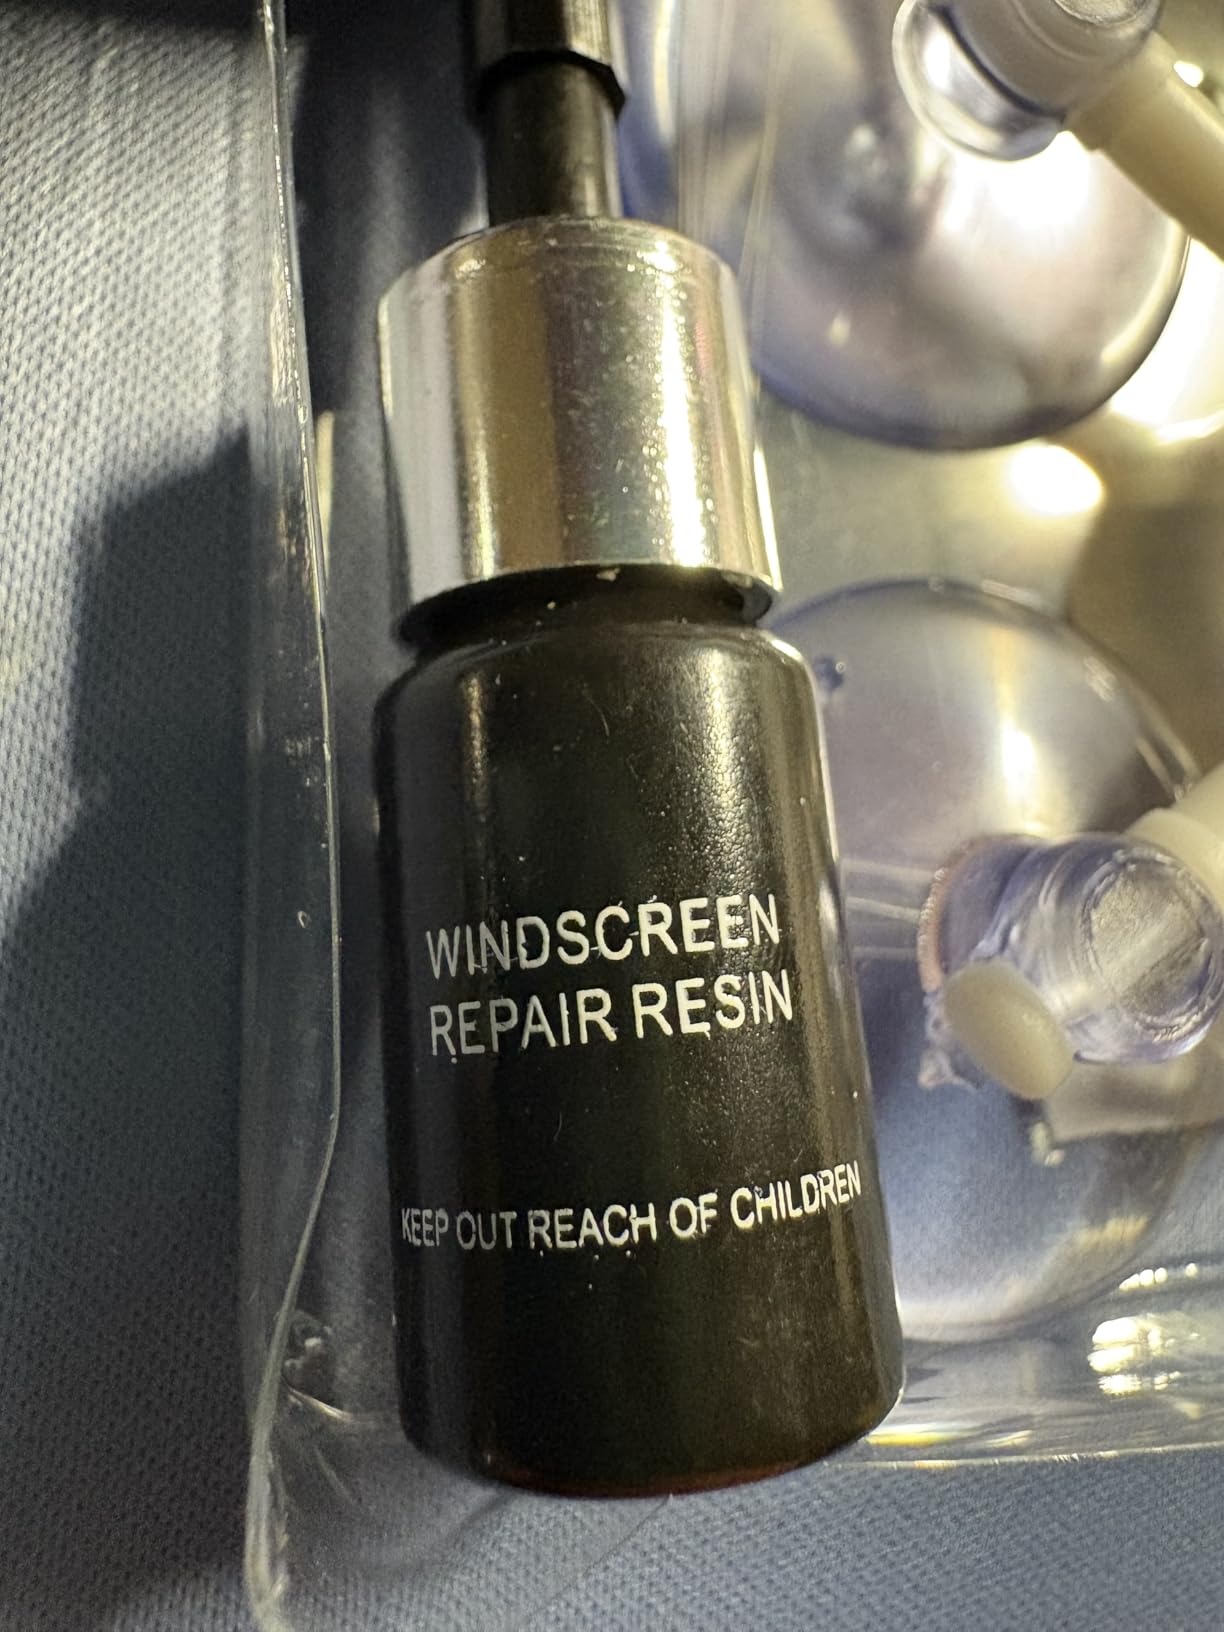 WINDSCREEN
REPAIR RESIN
KEEP OUT REACH OF CHILDREN